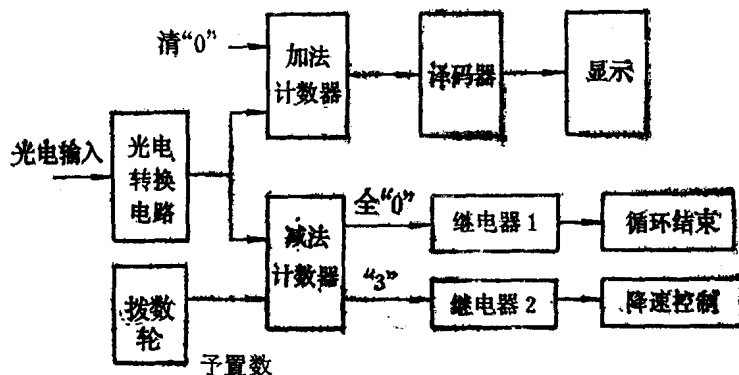 清“0”
加法
计数器
译码器
显示
光电输入
光电
转换
电路
减法
计数器
全“0”
继电器1
循环结束
“3”
继电器2
降速控制
拨数
轮
予置数